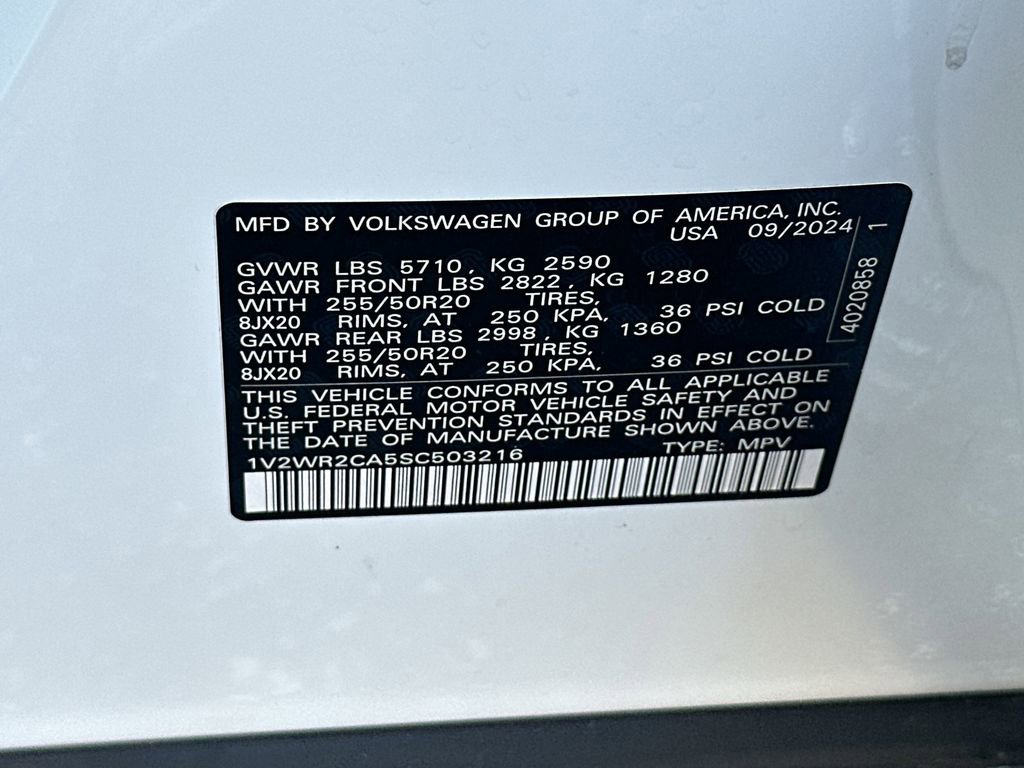 MFD BY VOLKSWAGEN GROUP OF AMERICA, INC.
USA 09/2024
GVWR LBS 5710, KG 2590
GAWR FRONT LBS 2822, KG 1280
WITH 255/50R20 TIRES,
8JX20 RIMS, AT 250 KPA, 36 PSI COLD
GAWR REAR LBS 2998, KG 1360
WITH 255/50R20 TIRES,
8JX20 RIMS, AT 250 KPA, 36 PSI COLD
THIS VEHICLE CONFORMS TO ALL APPLICABLE
U.S. FEDERAL MOTOR VEHICLE SAFETY AND
THEFT PREVENTION STANDARDS IN EFFECT ON
THE DATE OF MANUFACTURE SHOWN ABOVE.
1V2WR2CA5SC503216 TYPE: MPV
4020858 1